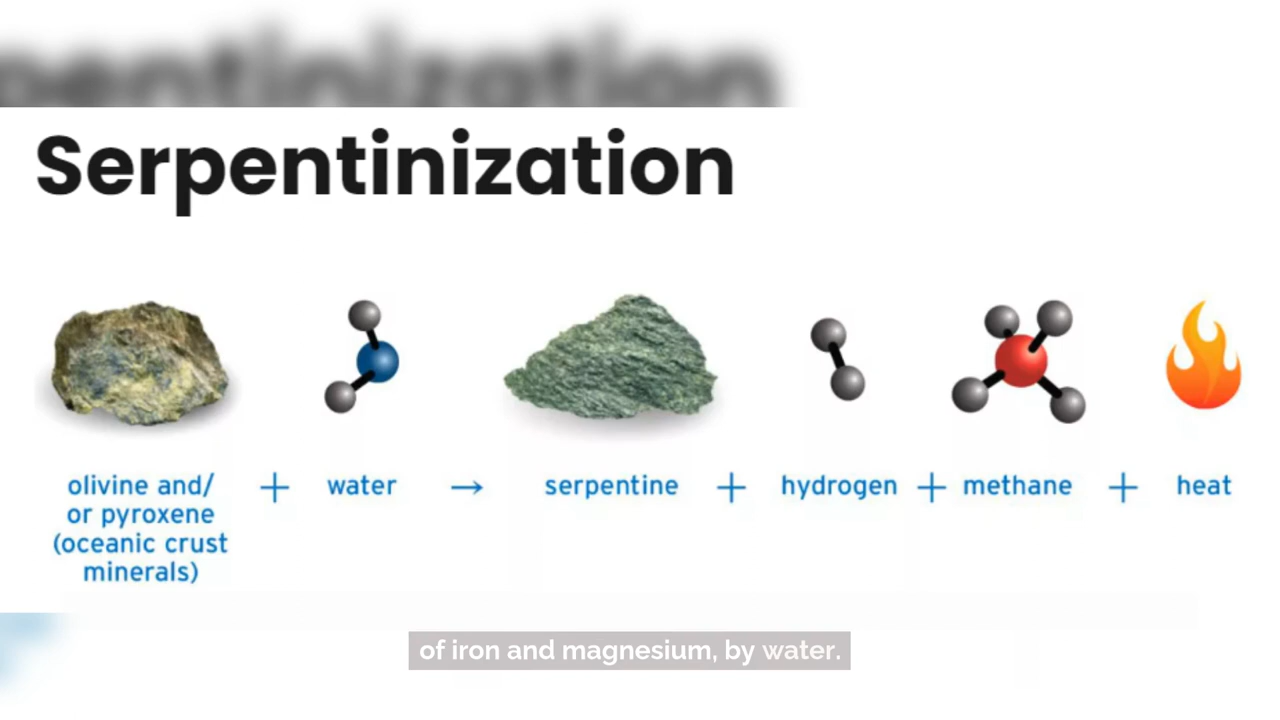 pentinization
Serpentinization
olivine and/
or pyroxene
(oceanic crust
minerals)
+
water
→
serpentine
+
hydrogen
+
methane
+
heat
of iron and magnesium, by water.